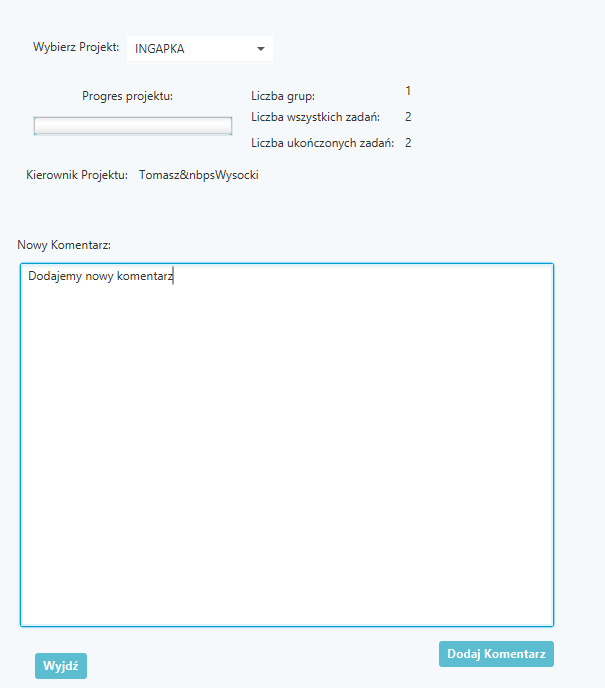 Wybierz Projekt: INGAPKA
Progres projektu:
Liczba grup: 1
Liczba wszystkich zadań: 2
Liczba ukończonych zadań: 2
Kierownik Projektu: Tomasz&nbpsWysocki
Nowy Komentarz:
Dodajemy nowy komentarz
Wyjdź
Dodaj Komentarz